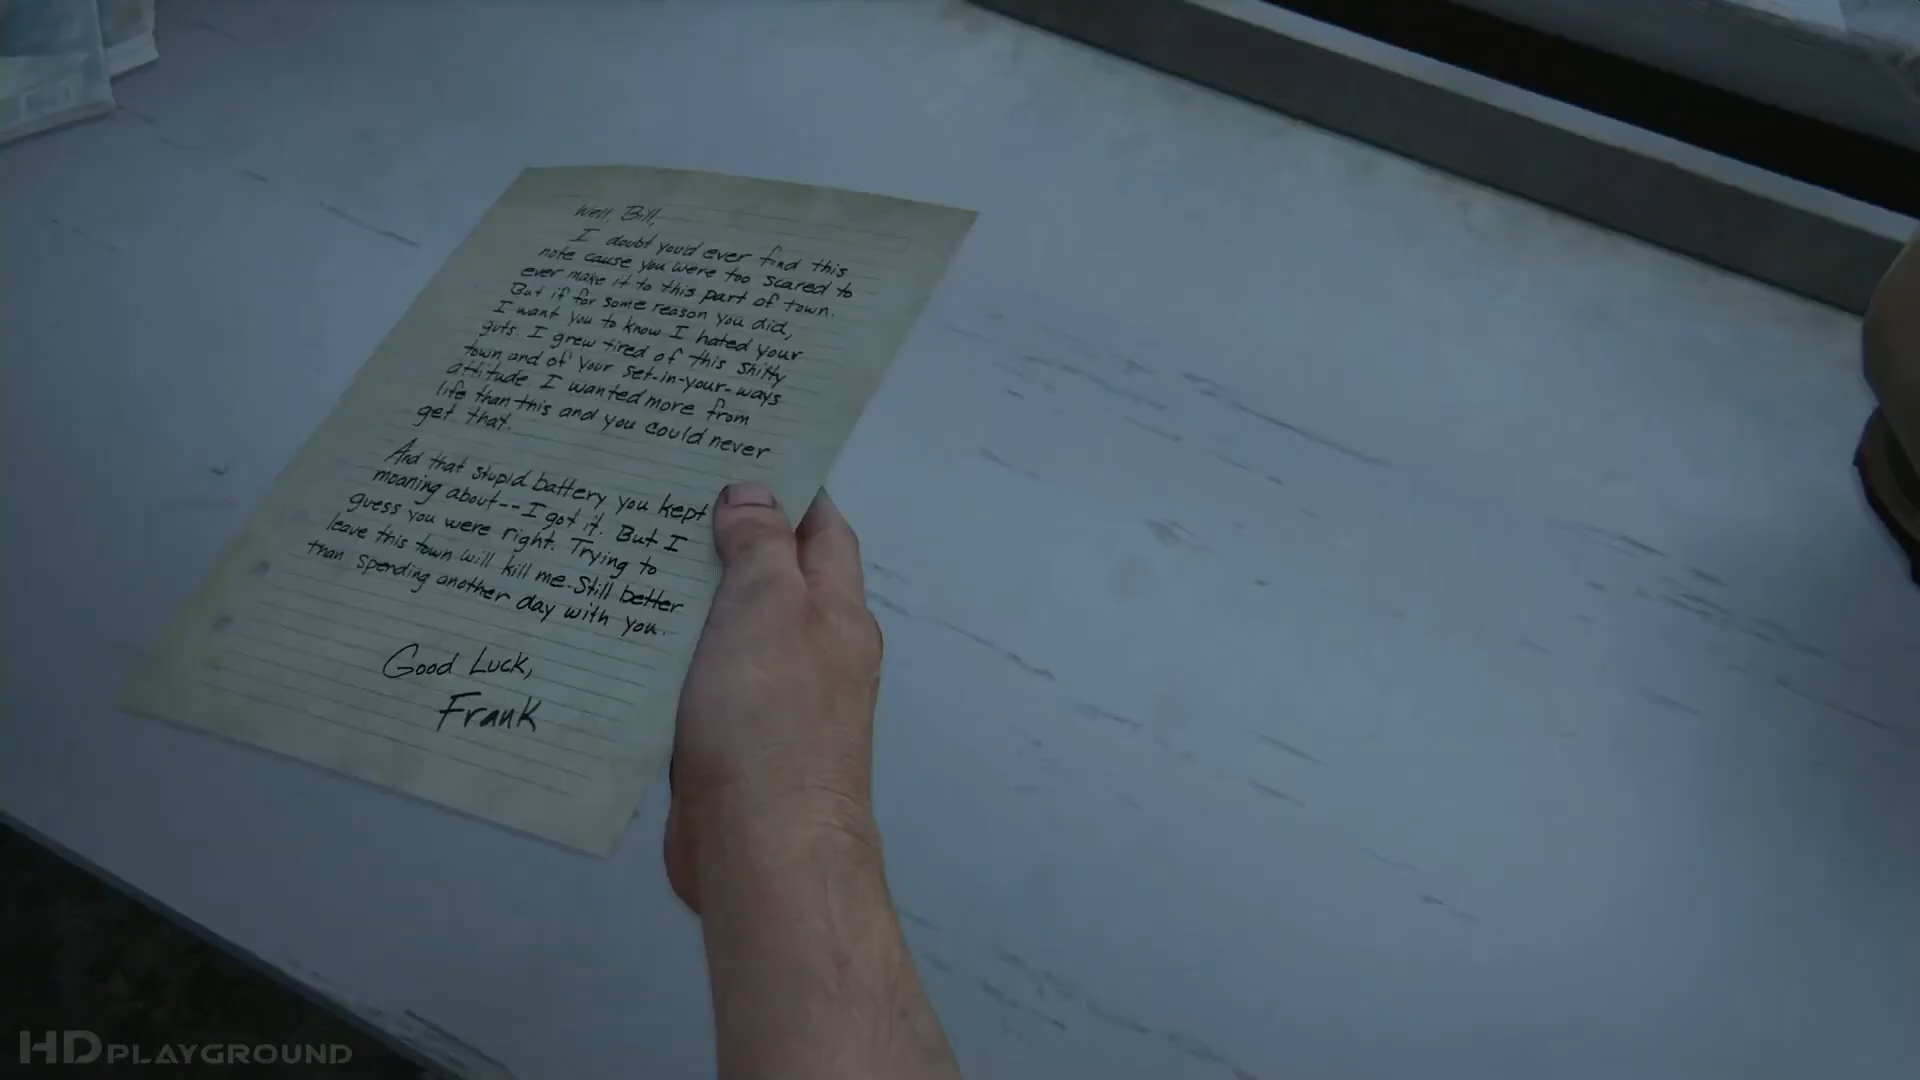 Well, Bill,
I doubt you'd ever find this
note cause you were too scared to
ever make it to this part of town.
But if for some reason you did,
I want you to know I hated your
guts. I grew tired of this shitty
town and of your set-in-your-ways
attitude I wanted more from
life than this and you could never
get that.
And that stupid battery you kept
moaning about--I got it. But I
guess you were right. Trying to
leave this town will kill me. Still better
than spending another day with you.
Good Luck,
Frank
HD PLAYGROUND